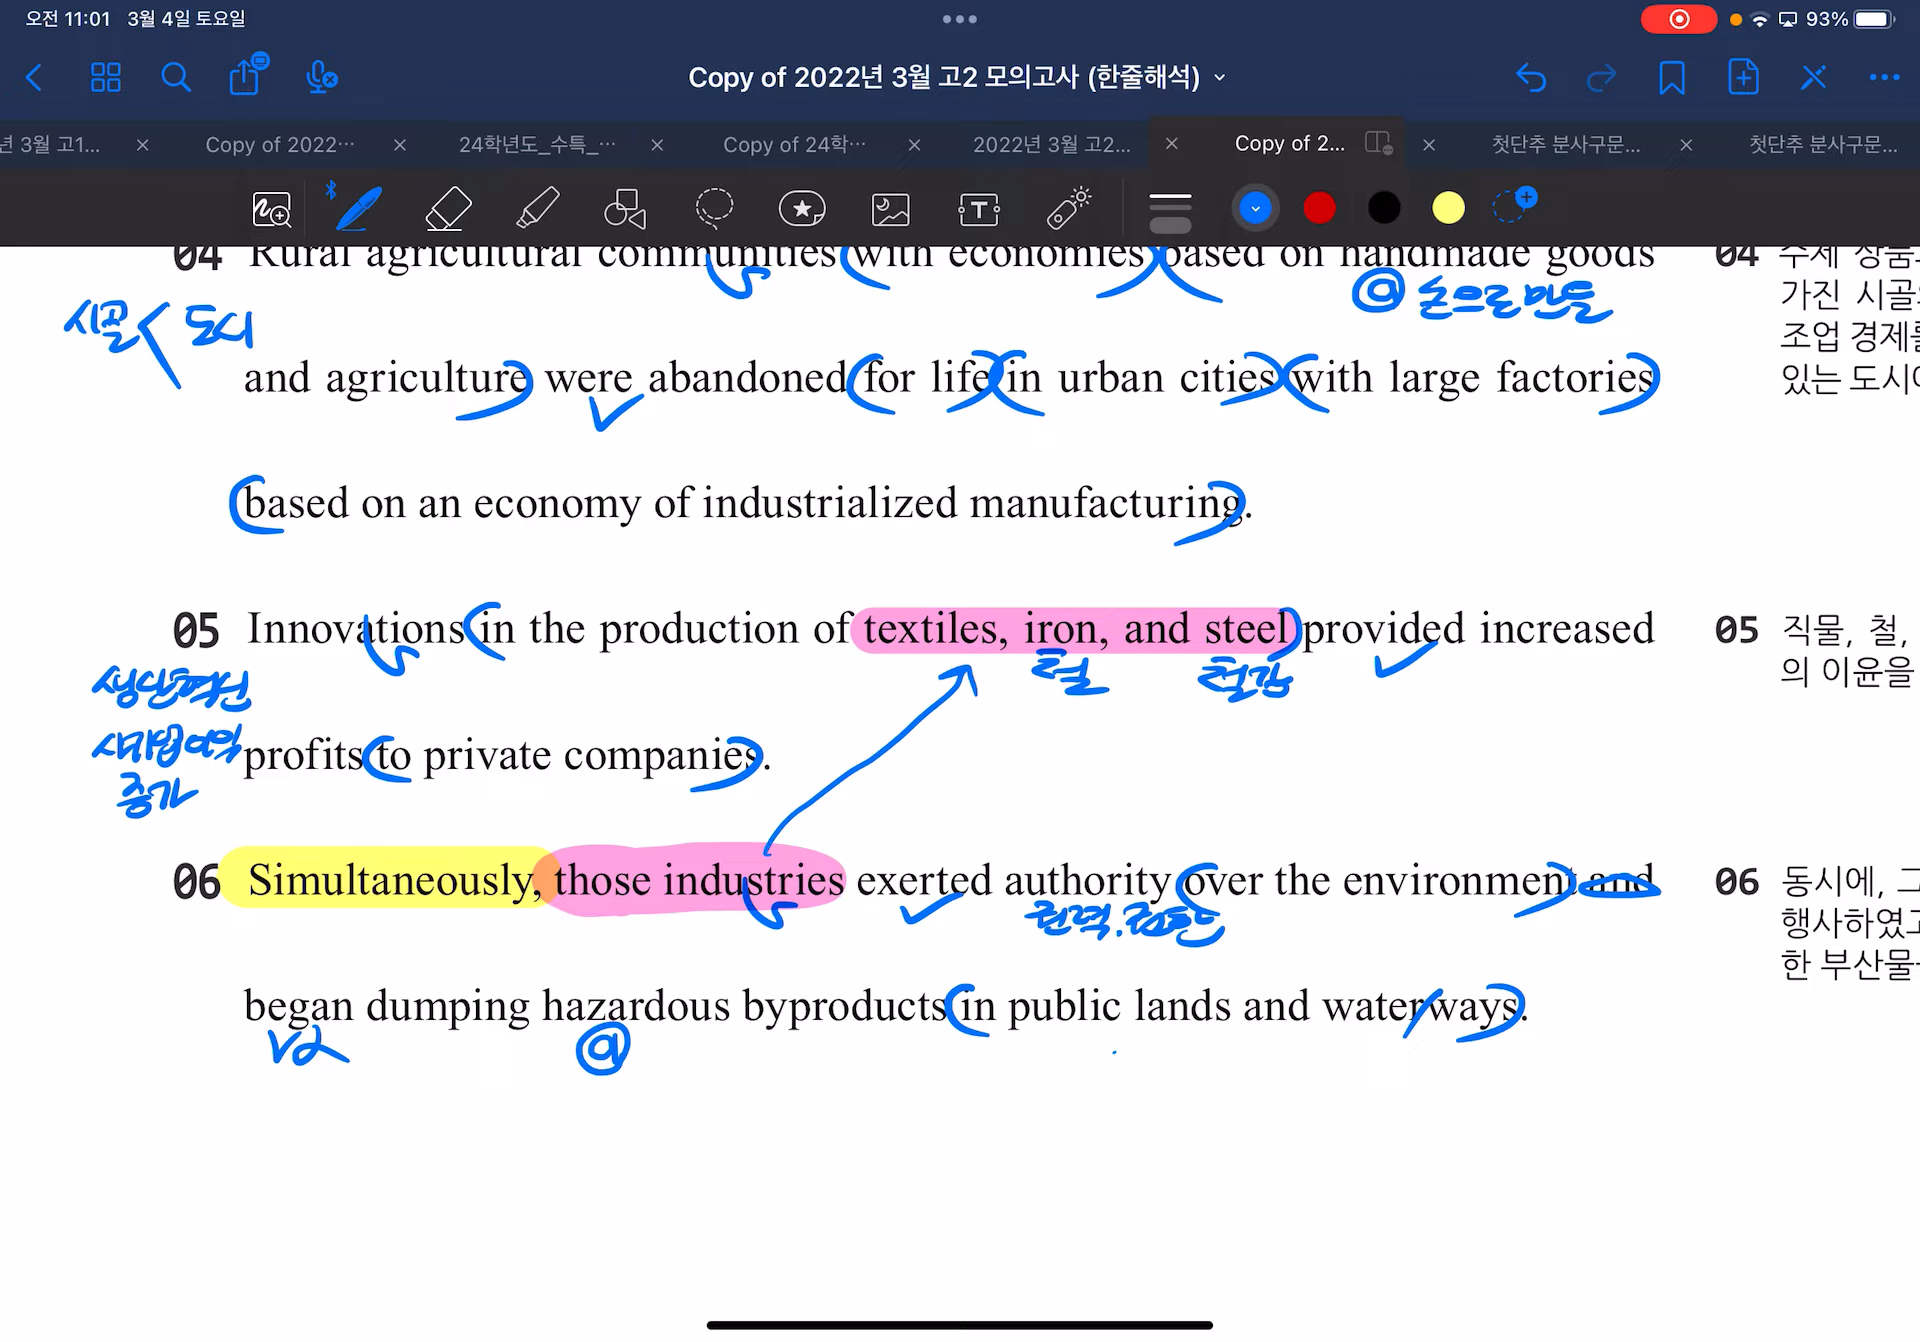 오전 11:01 3월 4일 토요일
93%
Copy of 2022년 3월 고2 모의고사 (한줄해석)
년 3월 고1...
Copy of 2022...
24학년도_수특_...
Copy of 24학...
2022년 3월 고2...
Copy of 2...
첫단추 분사구문...
첫단추 분사구문...
04 Rural agricultural communities with economies based on handmade goods
ⓐ 손으로 만들
시골 < 도시
and agriculture were abandoned for life in urban cities with large factories
based on an economy of industrialized manufacturing.
05 Innovations in the production of textiles, iron, and steel provided increased
철 철강
생산혁신
사기업이익
증가
profits to private companies.
06 Simultaneously, those industries exerted authority over the environment and
권력.
began dumping hazardous byproducts in public lands and waterways.
V2 ⓐ
04 수제 상품
가진 시골
조업 경제를
있는 도시
05 직물, 철,
의 이윤을
06 동시에, 그
행사하였고
한 부산물